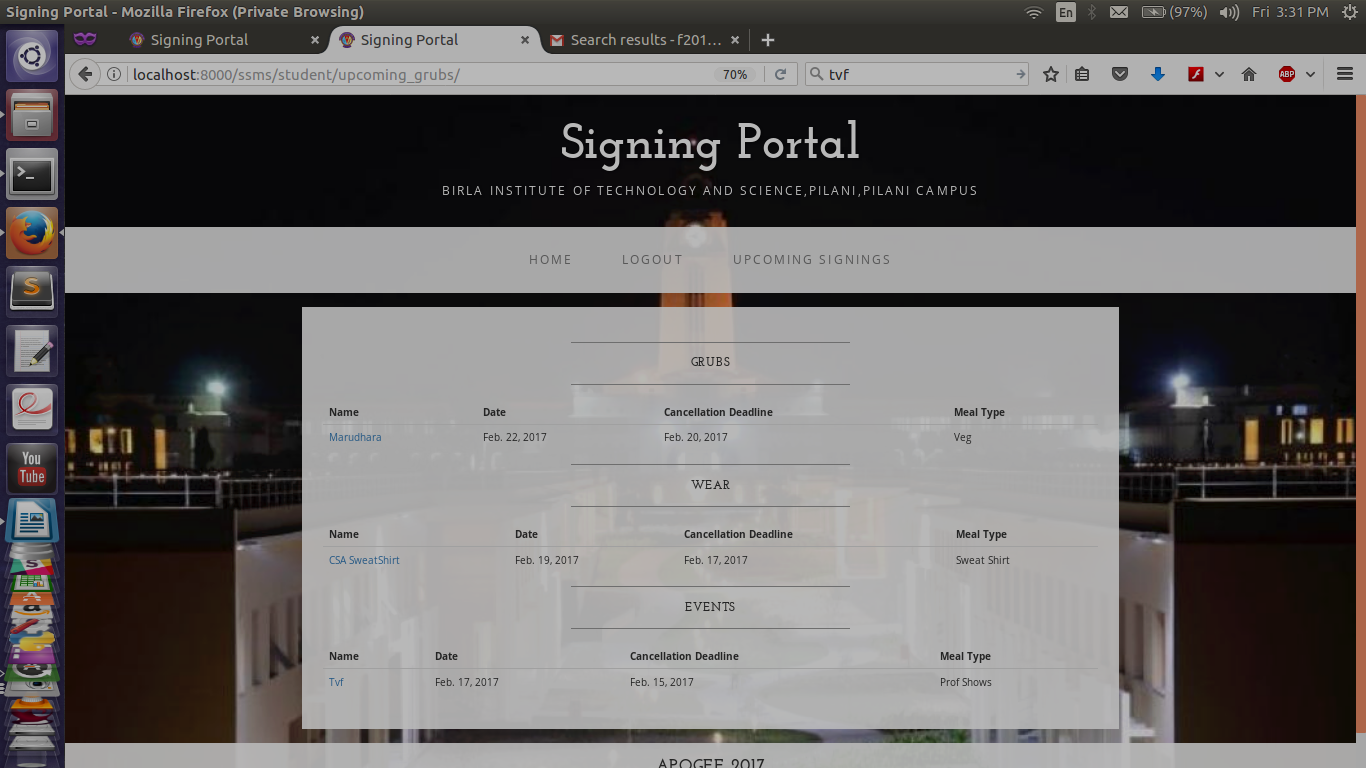 Signing Portal - Mozilla Firefox (Private Browsing)
En
(97%)
Fri 3:31 PM
Signing Portal
Signing Portal
Search results - f201…
localhost:8000/ssms/student/upcoming_grubs/
70%
tvf
ABP
Signing Portal
BIRLA INSTITUTE OF TECHNOLOGY AND SCIENCE,PILANI,PILANI CAMPUS
HOME LOGOUT UPCOMING SIGNINGS
GRUBS
Name Date Cancellation Deadline Meal Type
Marudhara Feb. 22, 2017 Feb. 20, 2017 Veg
WEAR
Name Date Cancellation Deadline Meal Type
CSA SweatShirt Feb. 19, 2017 Feb. 17, 2017 Sweat Shirt
EVENTS
Name Date Cancellation Deadline Meal Type
Tvf Feb. 17, 2017 Feb. 15, 2017 Prof Shows
APOGEE 2017
S
You
Tube